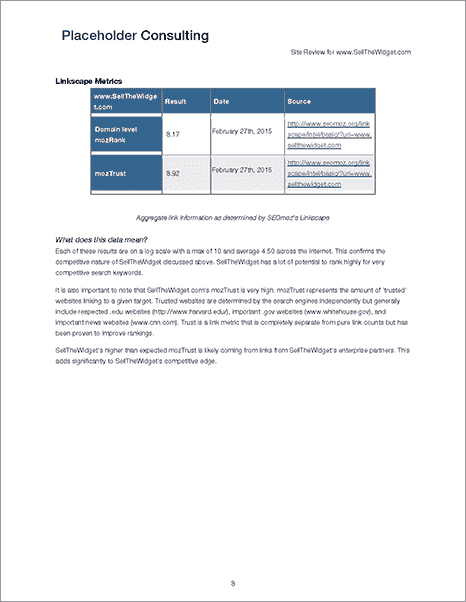 Placeholder Consulting
Site Review for www.SellTheWidget.com
Linkscape Metrics
www.SellTheWidge
t.com
Result
Date
Source
Domain level
mozRank
8.17
February 27th, 2015
http://www.seomoz.org/link
scape/intel/basic/?uri=www.
sellthewidget.com
mozTrust
8.92
February 27th, 2015
http://www.seomoz.org/link
scape/intel/basic/?uri=www.
sellthewidget.com
Aggregate link information as determined by SEOmoz's Linkscape
What does this data mean?
Each of these results are on a log scale with a max of 10 and average 4.50 across the internet. This confirms the
competitive nature of SellTheWidget discussed above. SellTheWidget has a lot of potential to rank highly for very
competitive search keywords.
It is also important to note that SellTheWidget.com's mozTrust is very high. mozTrust represents the amount of 'trusted'
websites linking to a given target. Trusted websites are determined by the search engines independently but generally
include respected .edu websites (http://www.harvard.edu/), important .gov websites (www.whitehouse.gov), and
important news websites (www.cnn.com). Trust is a link metric that is completely separate from pure link counts but has
been proven to improve rankings.
SellTheWidget's higher than expected mozTrust is likely coming from links from SellTheWidget's enterprise partners. This
adds significantly to SellTheWidget's competitive edge.
8